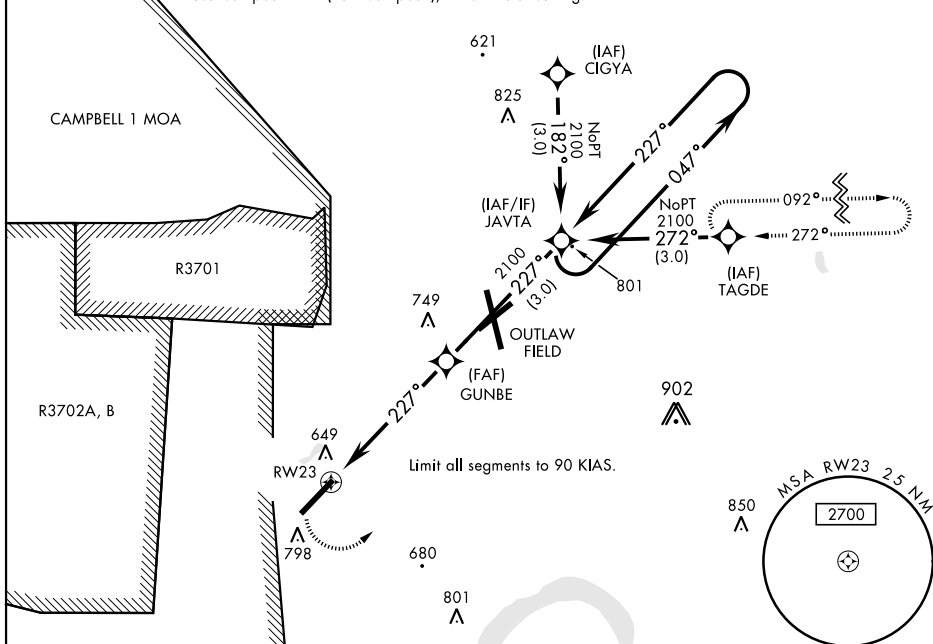 621
(IAF)
CIGYA
825
CAMPBELL 1 MOA
NoPT
2100
182°
(3.0)
227°
047°
(IAF/IF)
JAVTA
NoPT
2100
272°
(3.0)
092°
272°
(IAF)
TAGDE
801
R3701
2100
227°
(3.0)
749
OUTLAW
FIELD
(FAF)
GUNBE
R3702A, B
227°
902
649
RW23
Limit all segments to 90 KIAS.
MSA RW23 25 NM
2700
850
798
680
801